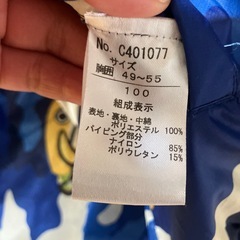 No. C401077
サイズ
胸囲 49~55
100
組成表示
表地・裏地・中綿
ポリエステル 100%
パイピング部分
ナイロン 85%
ポリウレタン 15%